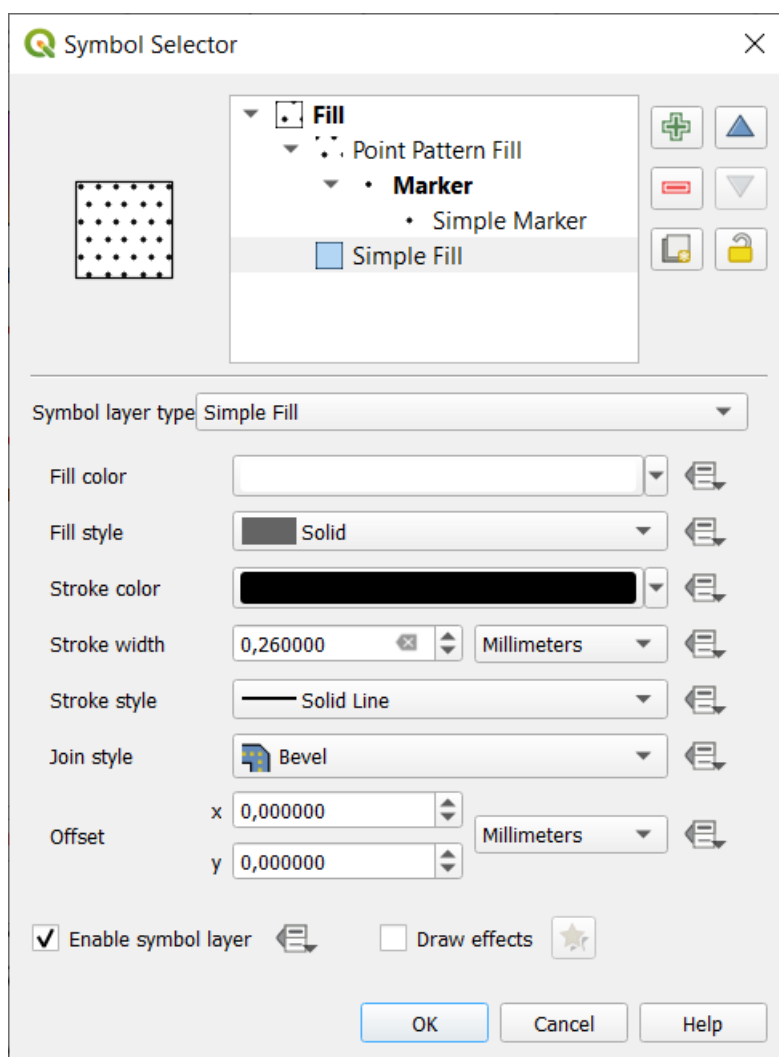 Symbol Selector
Fill
Point Pattern Fill
Marker
Simple Marker
Simple Fill
Symbol layer type Simple Fill
Fill color
Fill style Solid
Stroke color
Stroke width 0,260000 Millimeters
Stroke style Solid Line
Join style Bevel
x 0,000000
Offset Millimeters
y 0,000000
Enable symbol layer Draw effects
OK Cancel Help